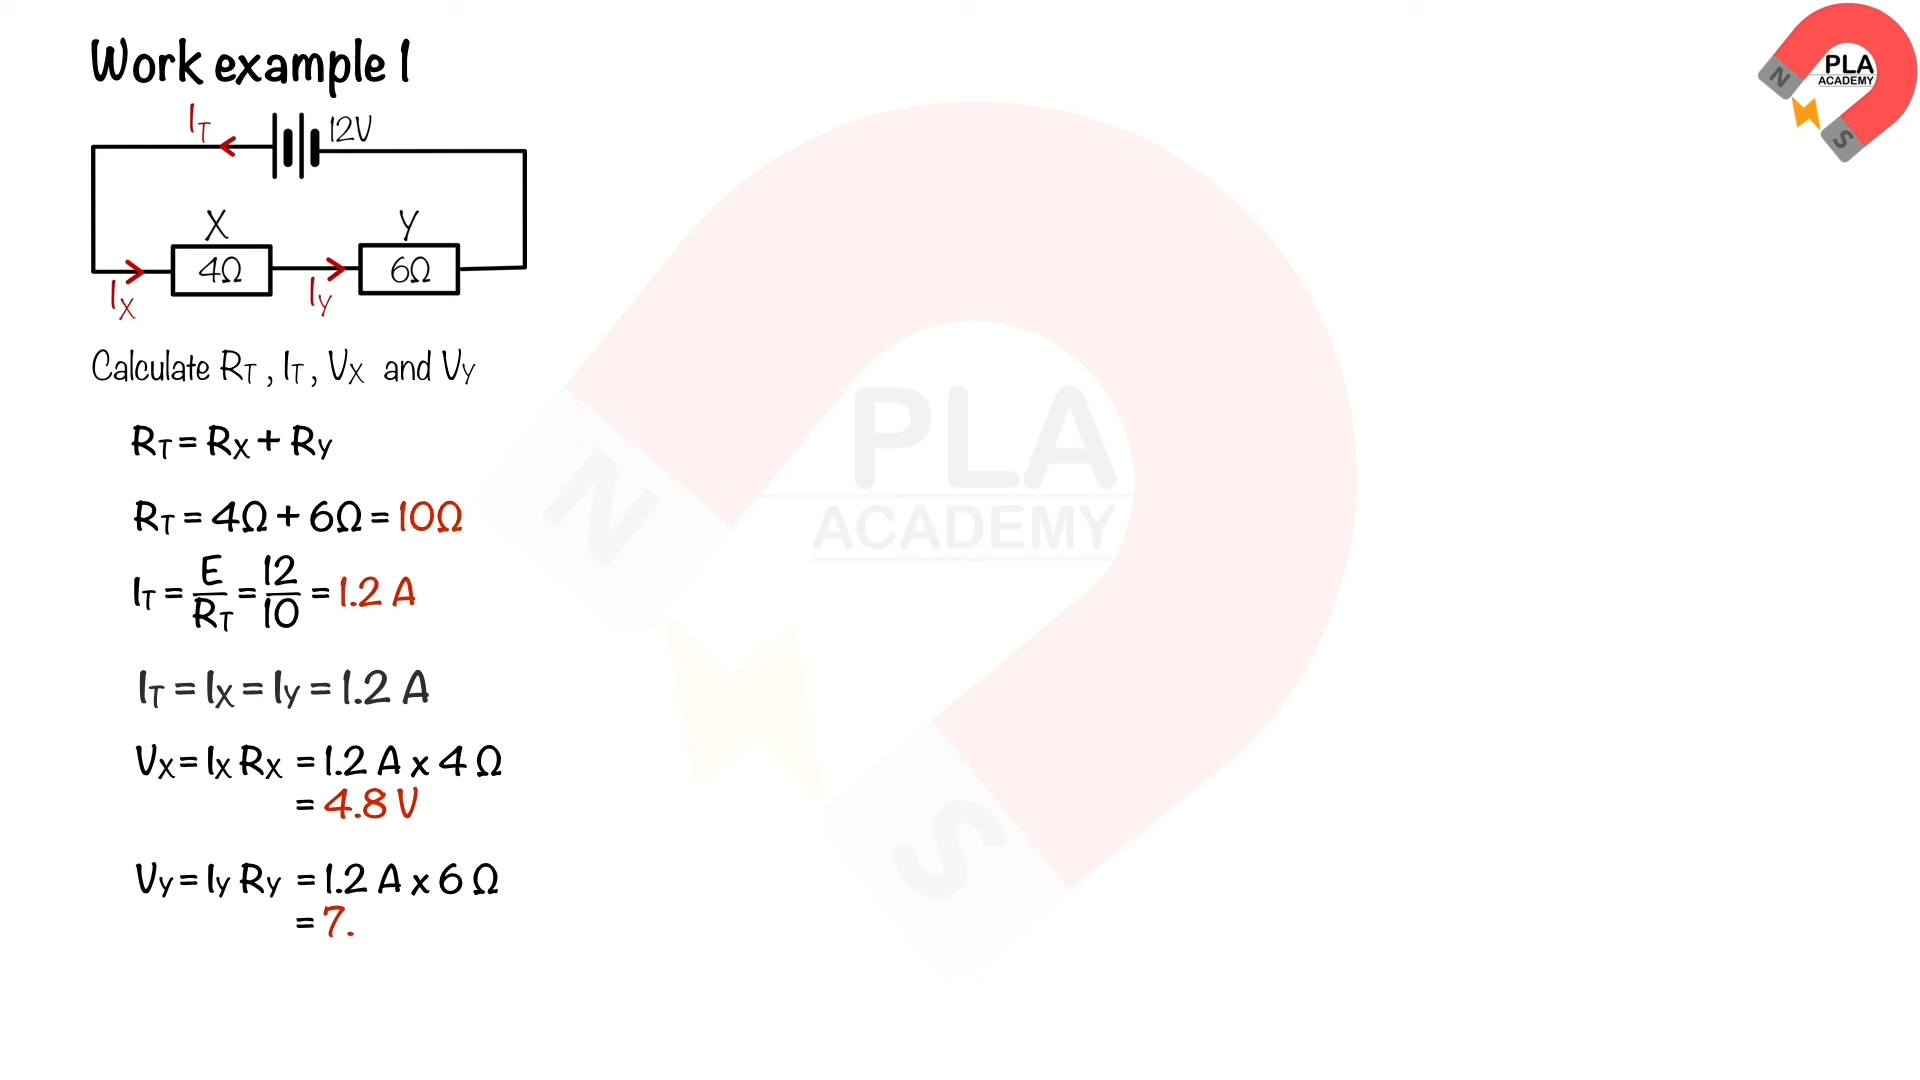 Work example 1
PLA
ACADEMY
N
S
IT
12V
X
Y
4Ω
6Ω
IX
IY
Calculate RT , IT , VX and VY
RT = RX + RY
RT = 4Ω + 6Ω = 10Ω
IT = E/RT = 12/10 = 1.2 A
IT = IX = IY = 1.2 A
VX = IX RX = 1.2 A x 4 Ω
= 4.8 V
VY = IY RY = 1.2 A x 6 Ω
= 7.
PLA
ACADEMY
N
S